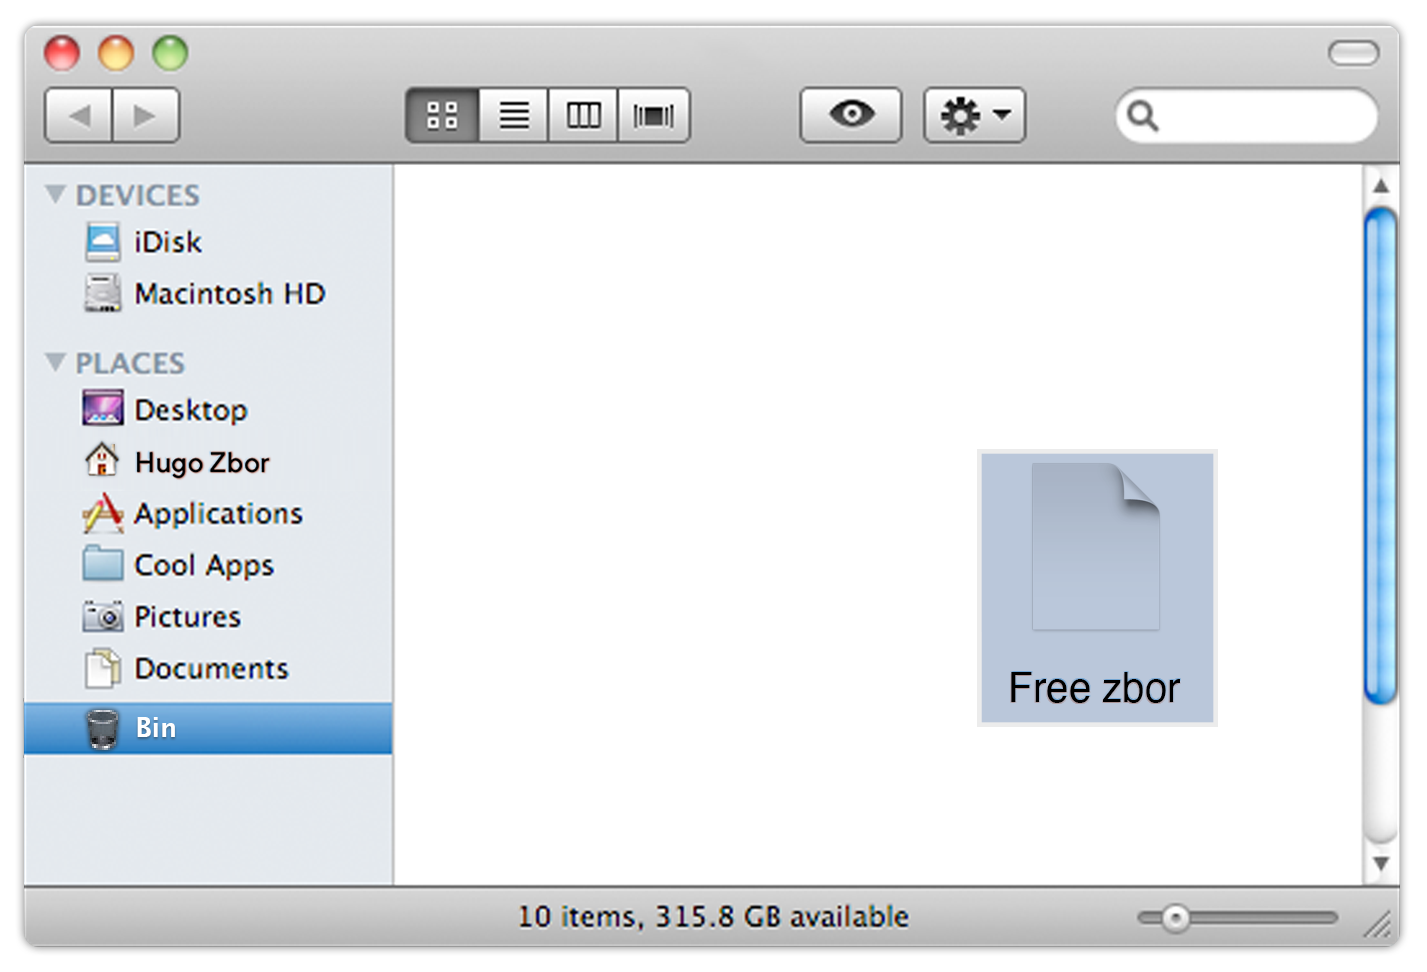 DEVICES
iDisk
Macintosh HD
PLACES
Desktop
Hugo Zbor
Applications
Cool Apps
Pictures
Documents
Bin
Free zbor
10 items, 315.8 GB available